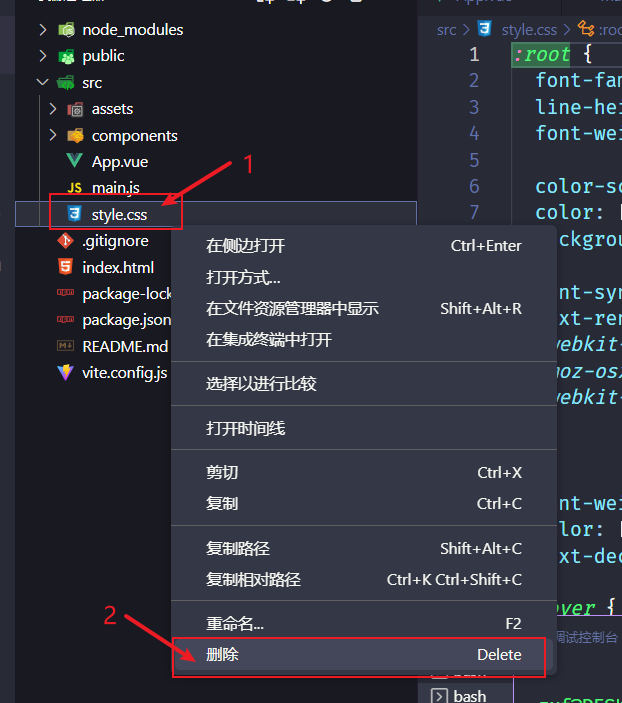 node_modules
public
src
assets
components
App.vue
JS main.js
style.css
.gitignore
index.html
package-lock
package.json
README.md
vite.config.js
1
在侧边打开 Ctrl+Enter
打开方式...
在文件资源管理器中显示 Shift+Alt+R
在集成终端中打开
选择以进行比较
打开时间线
剪切 Ctrl+X
复制 Ctrl+C
复制路径 Shift+Alt+C
复制相对路径 Ctrl+K Ctrl+Shift+C
重命名... F2
2
删除 Delete
src > style.css > :roo
1 :root {
2 font-fam
3 line-hei
4 font-wei
5
6 color-sc
7 color:
ckgroun
nt-syn
xt-ren
webkit-
moz-osx
webkit-
nt-wei
lor:
xt-dec
over {
调试控制台
bash